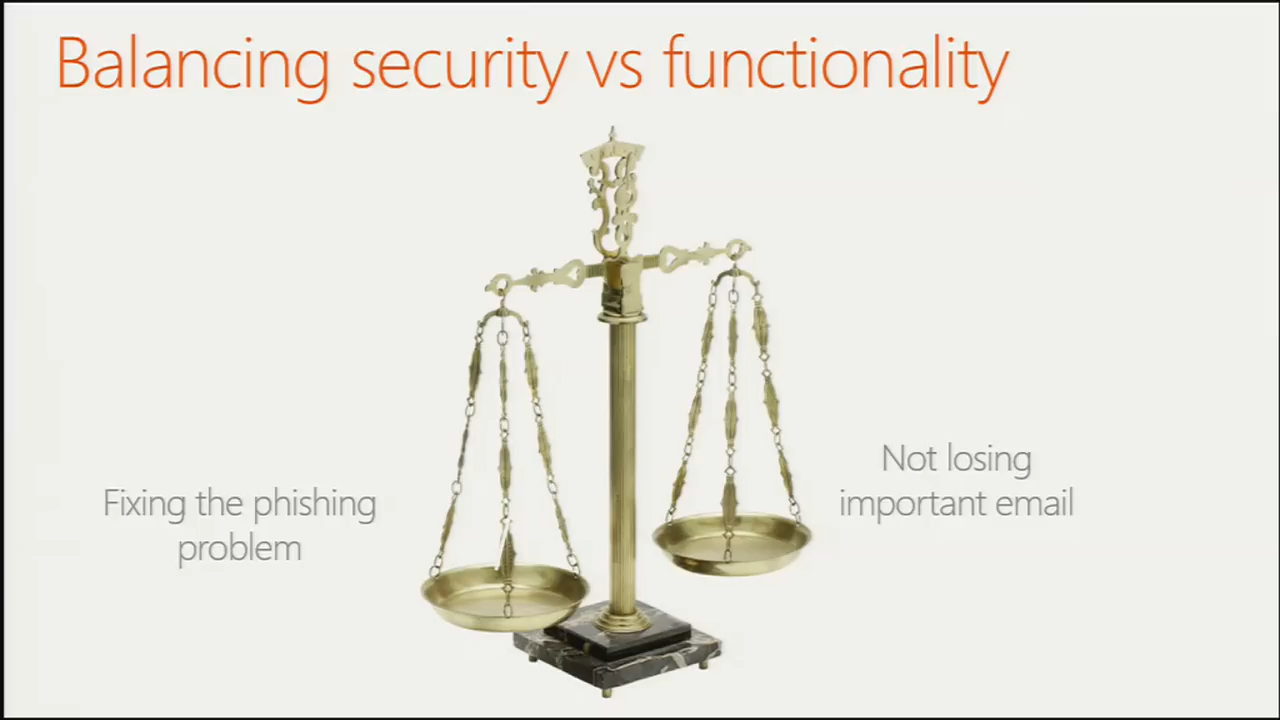 Balancing security vs functionality
Fixing the phishing
problem
Not losing
important email